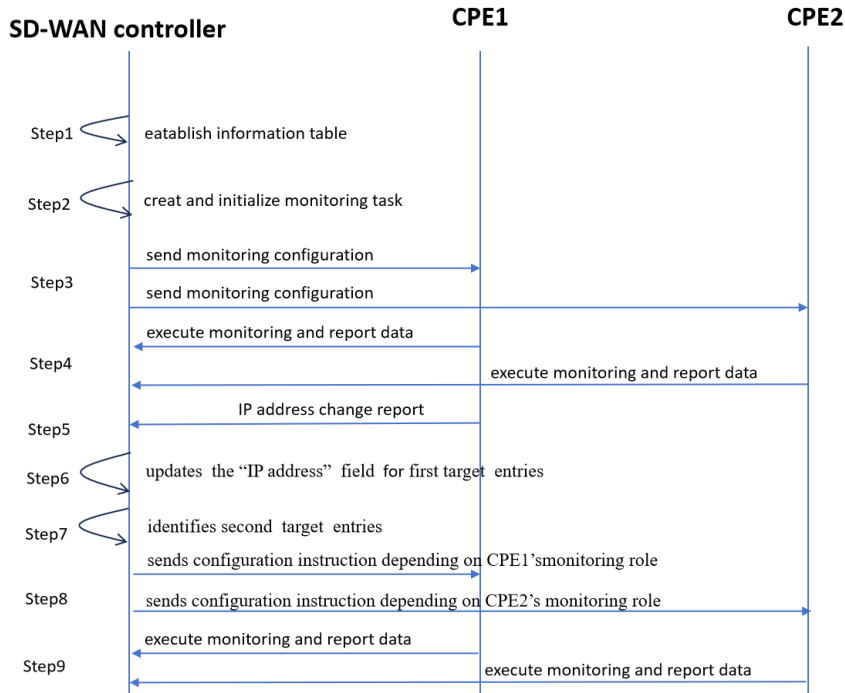 SD-WAN controller
CPE1
CPE2
Step1
eatablish information table
Step2
creat and initialize monitoring task
send monitoring configuration
Step3
send monitoring configuration
execute monitoring and report data
Step4
execute monitoring and report data
IP address change report
Step5
updates the “IP address” field for first target entries
Step6
identifies second target entries
Step7
sends configuration instruction depending on CPE1’smonitoring role
Step8
sends configuration instruction depending on CPE2’s monitoring role
execute monitoring and report data
Step9
execute monitoring and report data